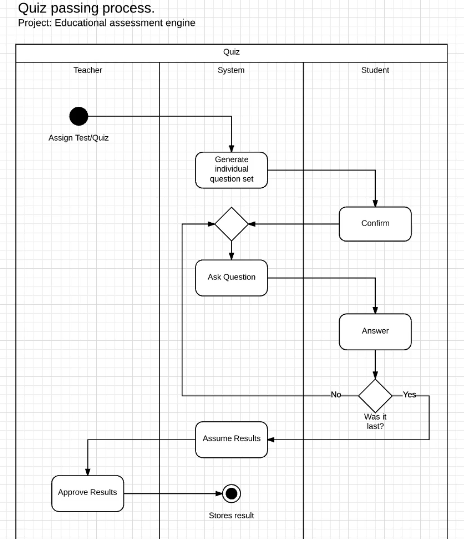 Quiz passing process.
Project: Educational assessment engine
Quiz
Teacher
System
Student
Assign Test/Quiz
Generate
individual
question set
Confirm
Ask Question
Answer
No
Yes
Was it
last?
Assume Results
Approve Results
Stores result